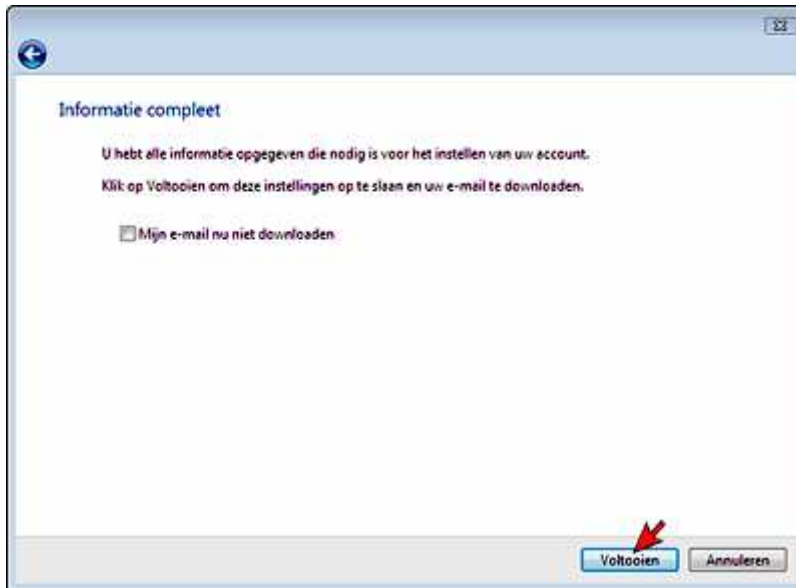 Informatie compleet
U hebt alle informatie opgegeven die nodig is voor het instellen van uw account.
Klik op Voltooien om deze instellingen op te slaan en uw e-mail te downloaden.
Mijn e-mail nu niet downloaden
Voltooien Annuleren